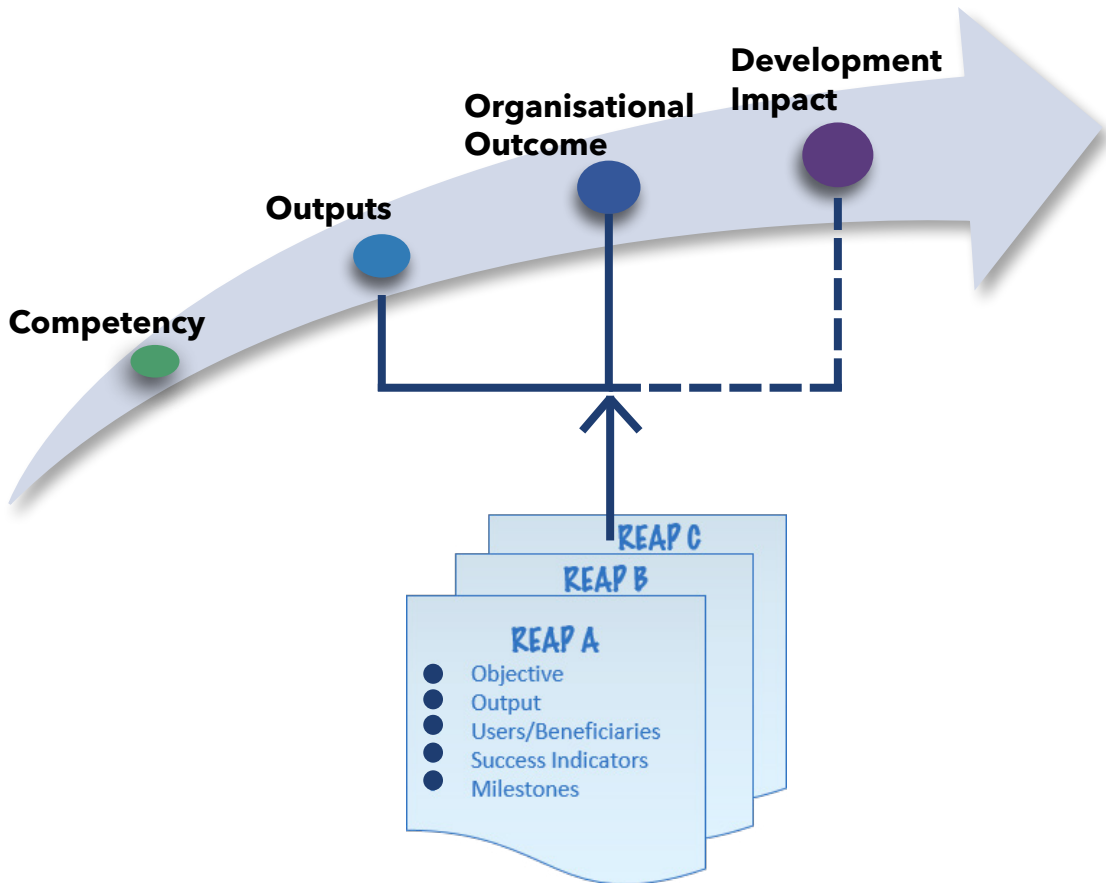 Development
Impact
Organisational
Outcome
Outputs
Competency
REAP C
REAP B
REAP A
Objective
Output
Users/Beneficiaries
Success Indicators
Milestones